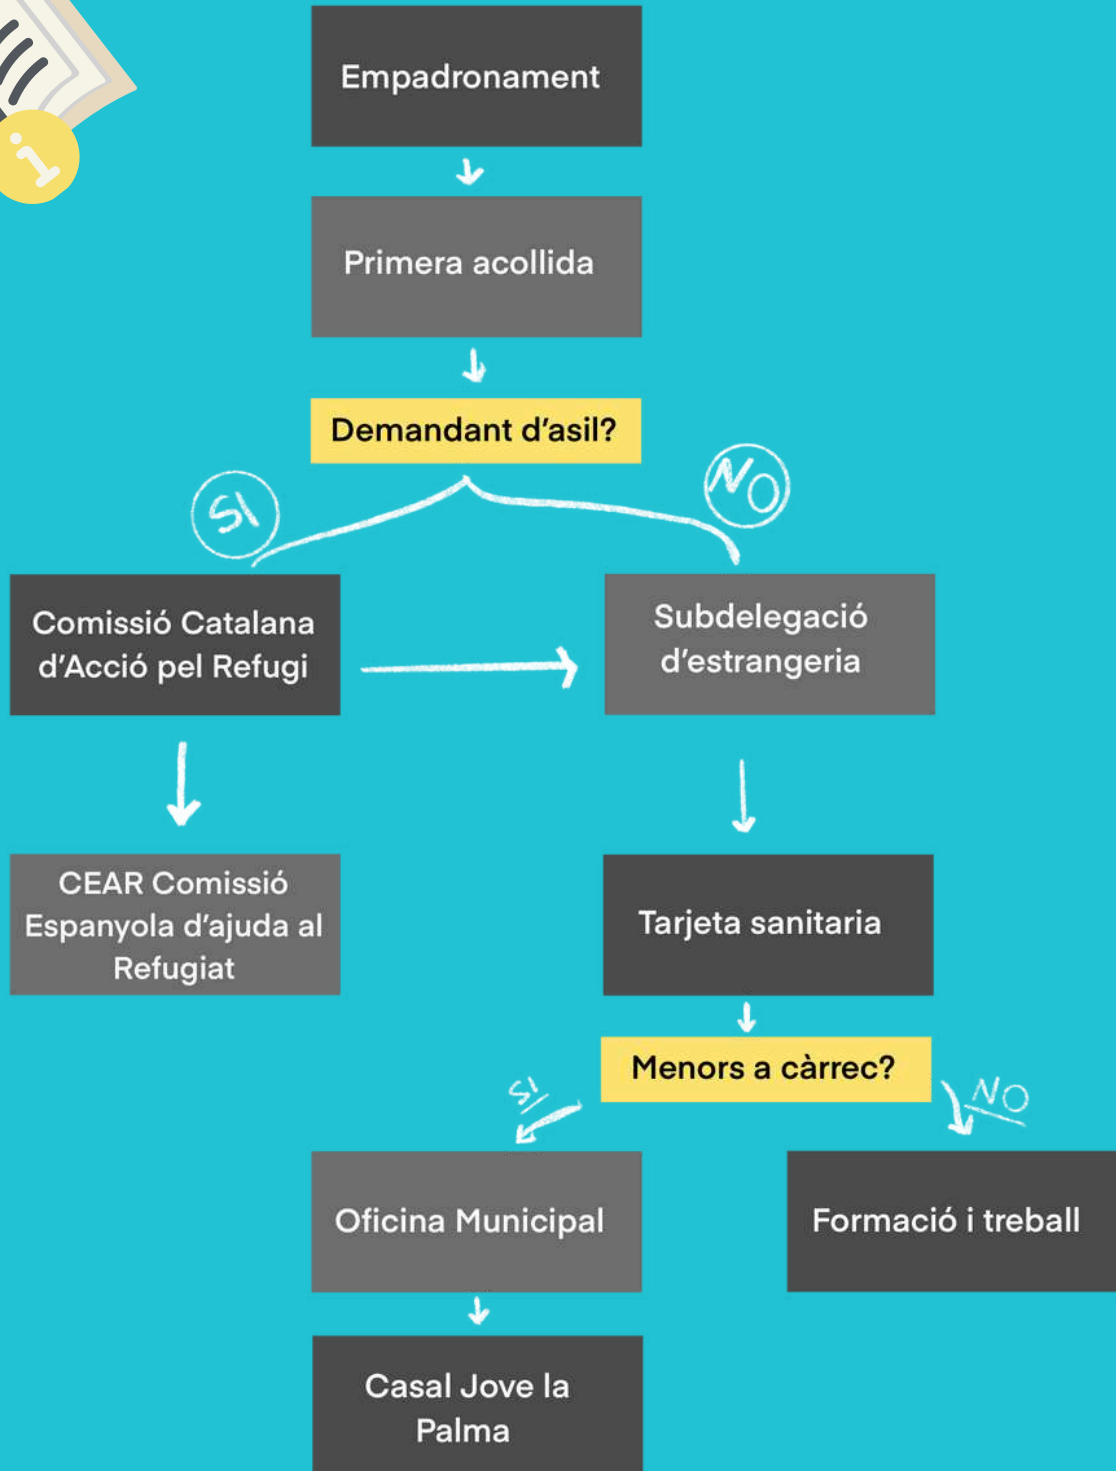 Empadronament
Primera acollida
Demandant d'asil?
SI
NO
Comissió Catalana
d'Acció pel Refugi
Subdelegació
d'estrangeria
CEAR Comissió
Espanyola d'ajuda al
Refugiat
Tarjeta sanitaria
Menors a càrrec?
SI
NO
Oficina Municipal
Formació i treball
Casal Jove la
Palma